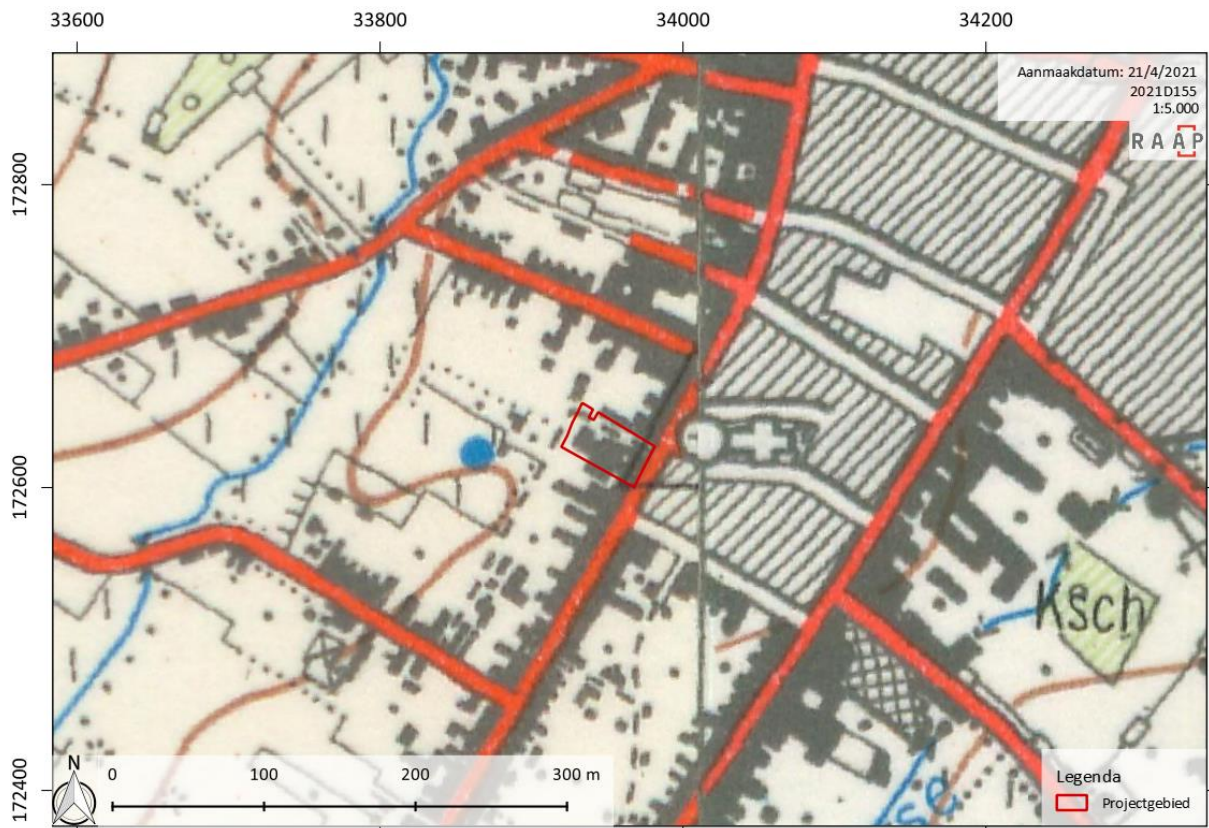 33600 33800 34000 34200
Aanmaakdatum: 21/4/2021
2021D155
1:5.000
RAAP
172800
172600
172400
Ksch
se
N
0 100 200 300 m
Legenda
Projectgebied